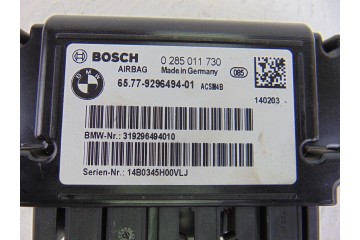 BOSCH 0 285 011 730
AIRBAG Made in Germany 085
65.77-9296494-01 ACSM4B
140203
BMW-Nr.: 319296494010
Serien-Nr.: 14B0345H00VLJ